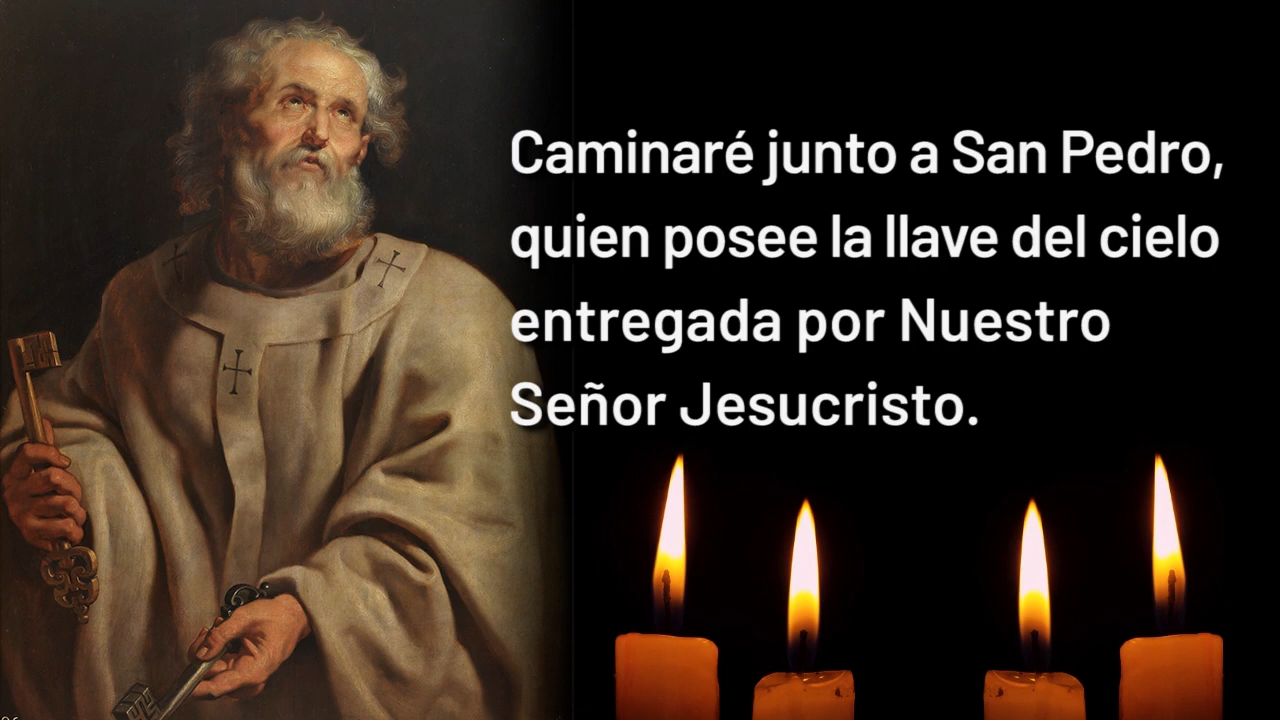 Caminaré junto a San Pedro,
quien posee la llave del cielo
entregada por Nuestro
Señor Jesucristo.